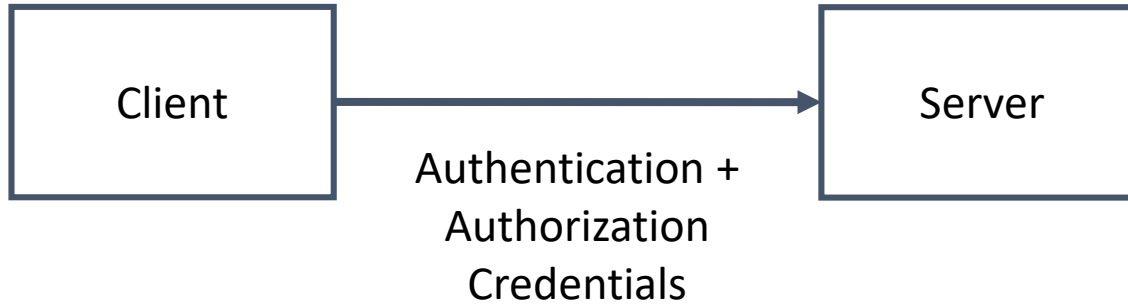 Client
Server
Authentication +
Authorization
Credentials